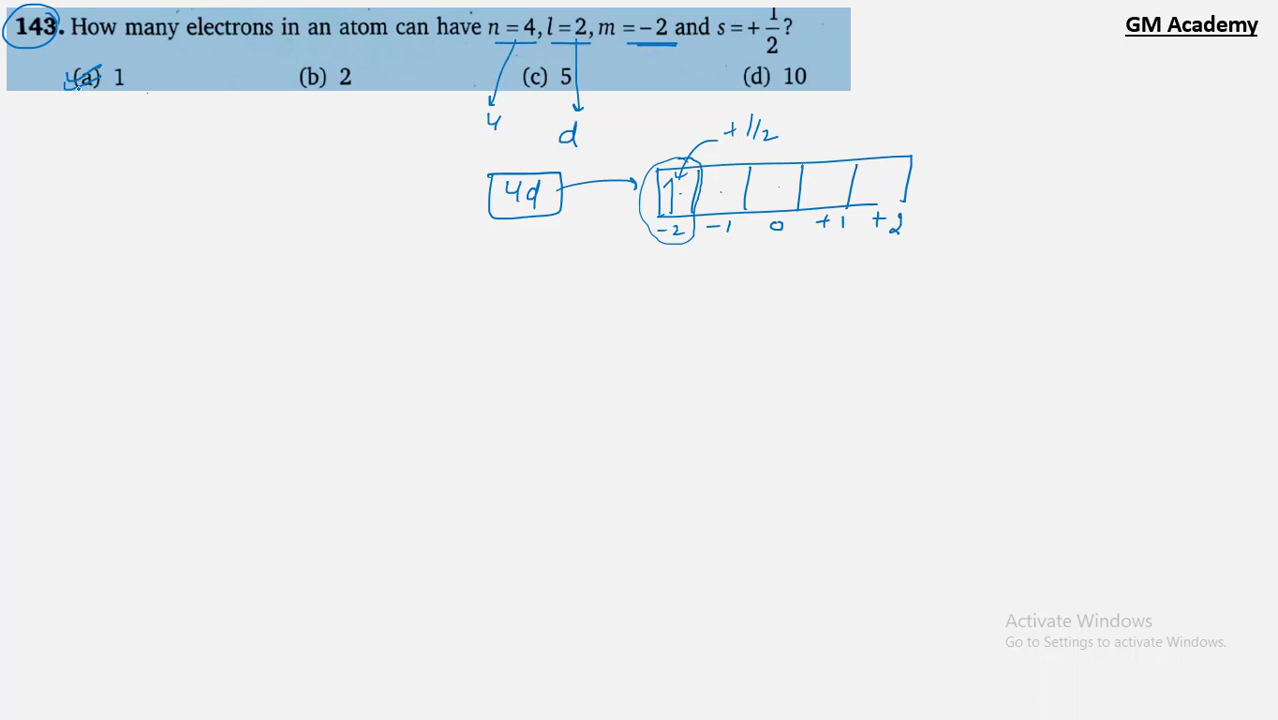 GM Academy
143. How many electrons in an atom can have n = 4, l = 2, m = −2 and s = + 1/2?
(a) 1 (b) 2 (c) 5 (d) 10
4 d + 1/2
4d 1
−2 −1 0 +1 +2
Activate Windows
Go to Settings to activate Windows.